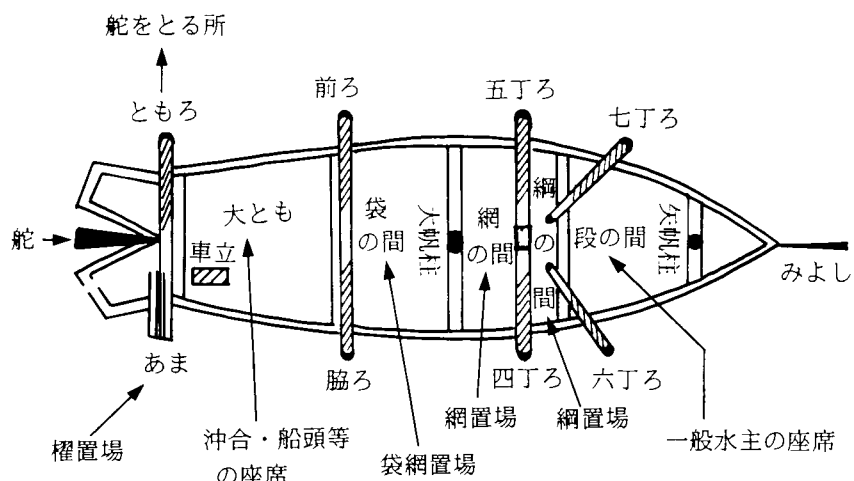 舵をとる所
ともろ
前ろ
五丁ろ
七丁ろ
舵
大とも
車立
袋の間
大帆柱
網の間
綱の間
段の間
矢帆柱
みよし
あま
脇ろ
四丁ろ
六丁ろ
櫂置場
沖合・船頭等
の座席
袋網置場
網置場
綱置場
一般水主の座席